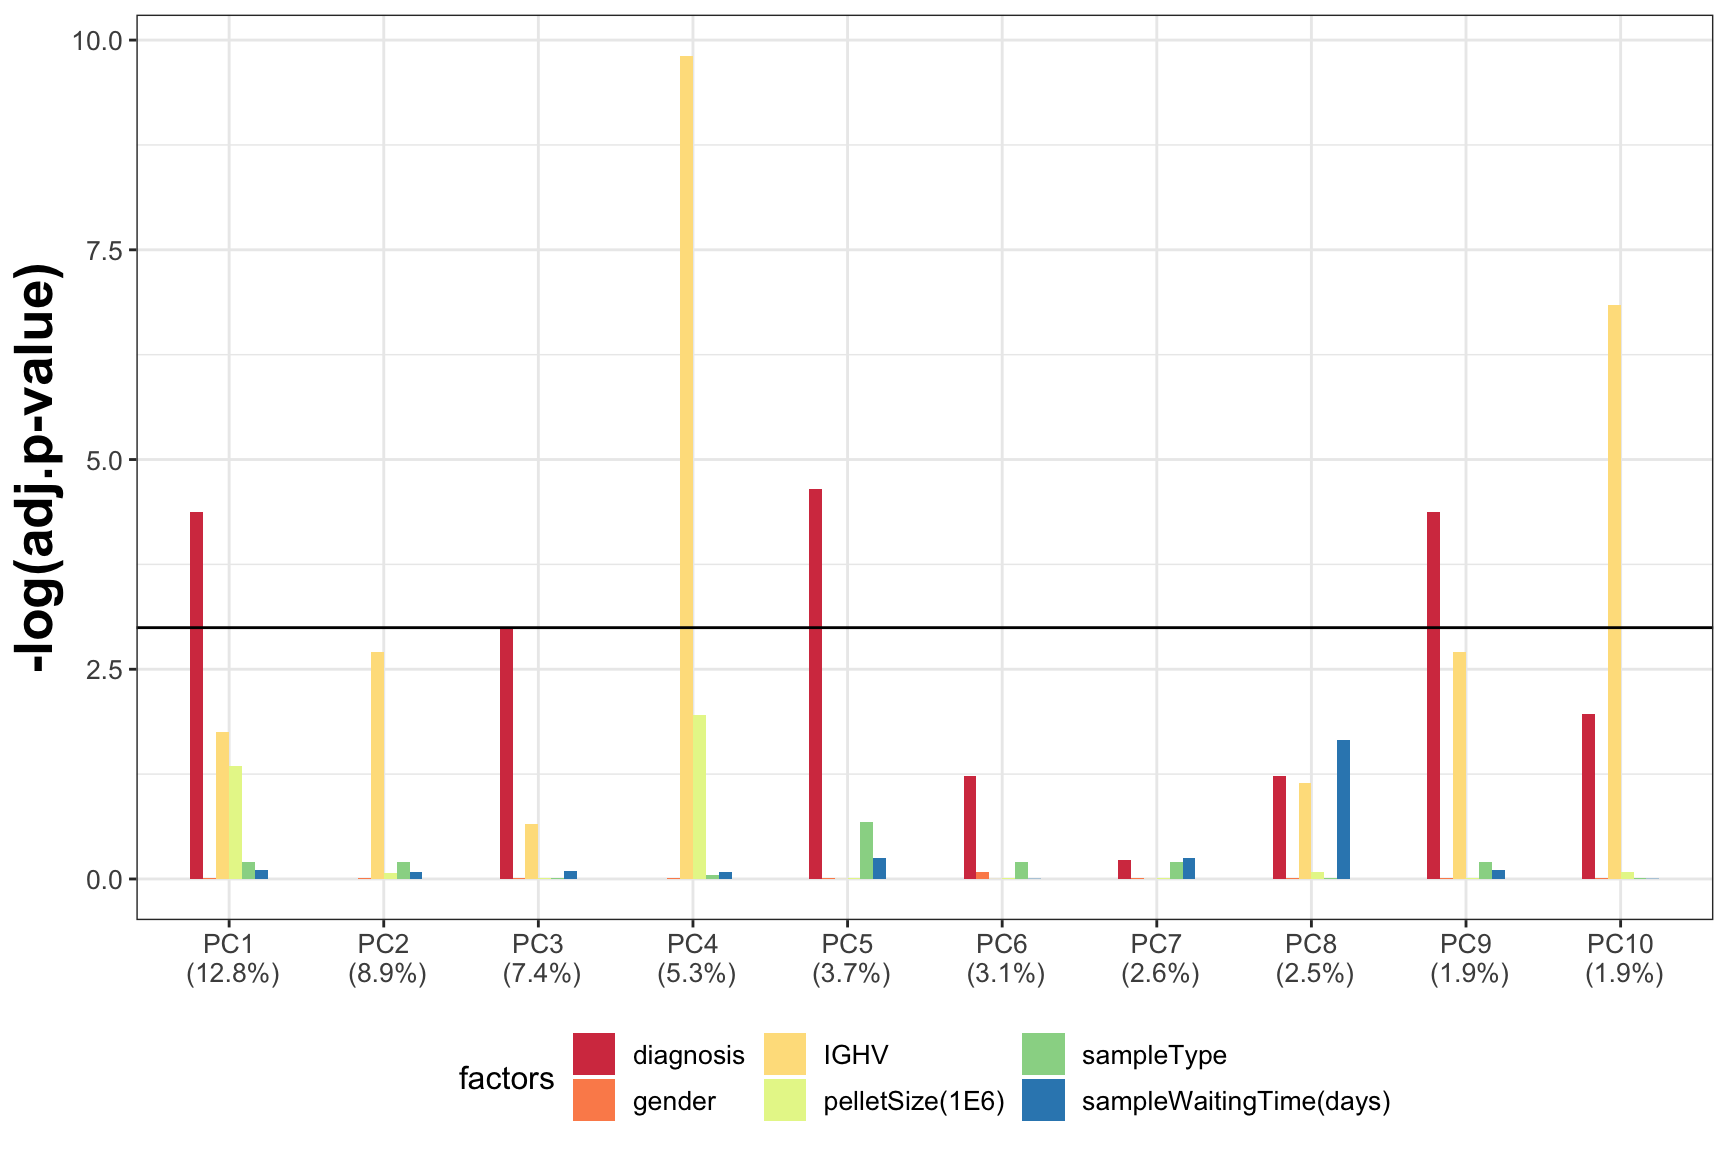 -log(adj.p-value)
10.0
7.5
5.0
2.5
0.0
PC1 PC2 PC3 PC4 PC5 PC6 PC7 PC8 PC9 PC10
(12.8%) (8.9%) (7.4%) (5.3%) (3.7%) (3.1%) (2.6%) (2.5%) (1.9%) (1.9%)
factors
diagnosis IGHV sampleType
gender pelletSize(1E6) sampleWaitingTime(days)